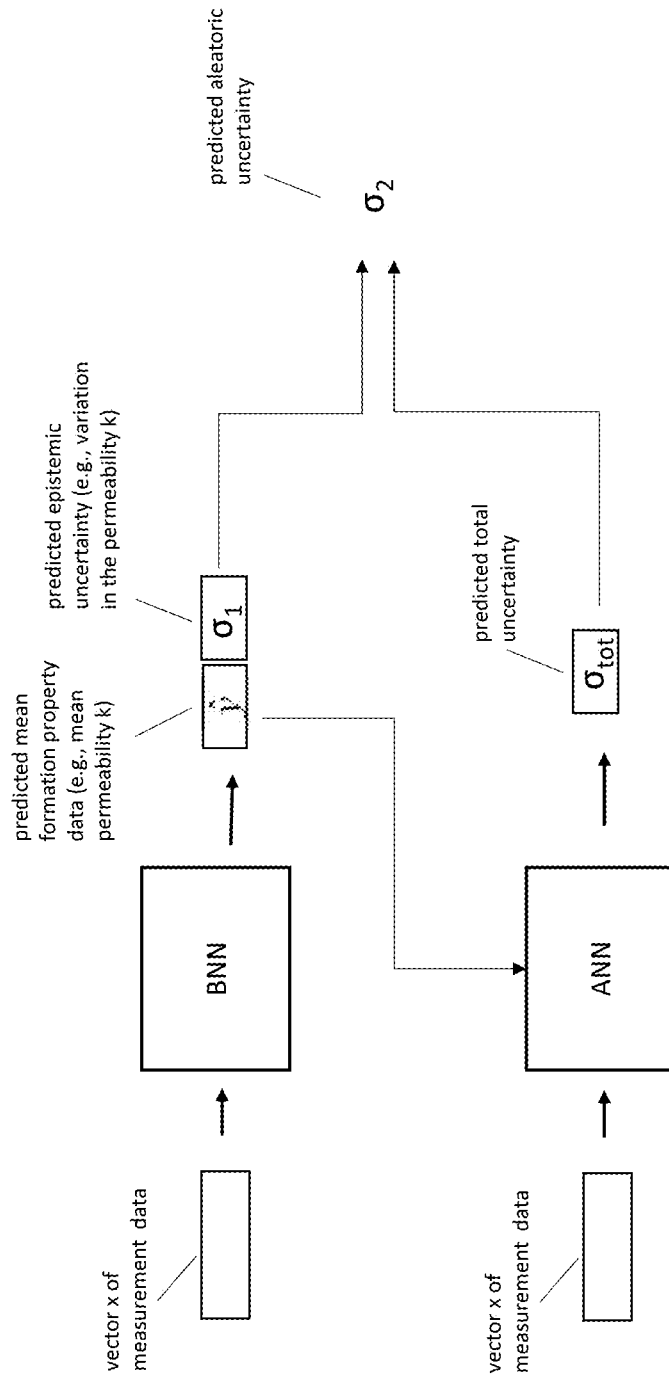 vector x of
measurement data
BNN
predicted mean
formation property
data (e.g., mean
permeability k)
ŷ
σ1
predicted epistemic
uncertainty (e.g., variation
in the permeability k)
vector x of
measurement data
ANN
predicted total
uncertainty
σtot
predicted aleatoric
uncertainty
σ2